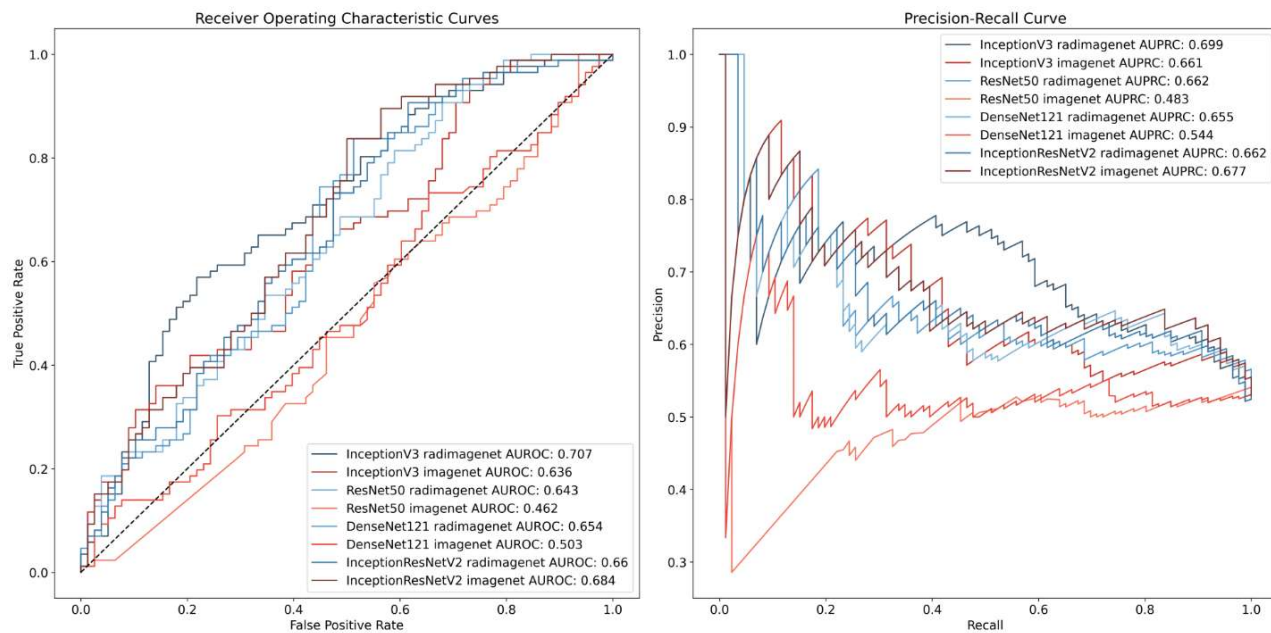 Receiver Operating Characteristic Curves
True Positive Rate
1.0
0.8
0.6
0.4
0.2
0.0
InceptionV3 radimagenet AUROC: 0.707
InceptionV3 imagenet AUROC: 0.636
ResNet50 radimagenet AUROC: 0.643
ResNet50 imagenet AUROC: 0.462
DenseNet121 radimagenet AUROC: 0.654
DenseNet121 imagenet AUROC: 0.503
InceptionResNetV2 radimagenet AUROC: 0.66
InceptionResNetV2 imagenet AUROC: 0.684
0.0 0.2 0.4 0.6 0.8 1.0
False Positive Rate
Precision-Recall Curve
Precision
1.0
0.9
0.8
0.7
0.6
0.5
0.4
0.3
InceptionV3 radimagenet AUPRC: 0.699
InceptionV3 imagenet AUPRC: 0.661
ResNet50 radimagenet AUPRC: 0.662
ResNet50 imagenet AUPRC: 0.483
DenseNet121 radimagenet AUPRC: 0.655
DenseNet121 imagenet AUPRC: 0.544
InceptionResNetV2 radimagenet AUPRC: 0.662
InceptionResNetV2 imagenet AUPRC: 0.677
0.0 0.2 0.4 0.6 0.8 1.0
Recall